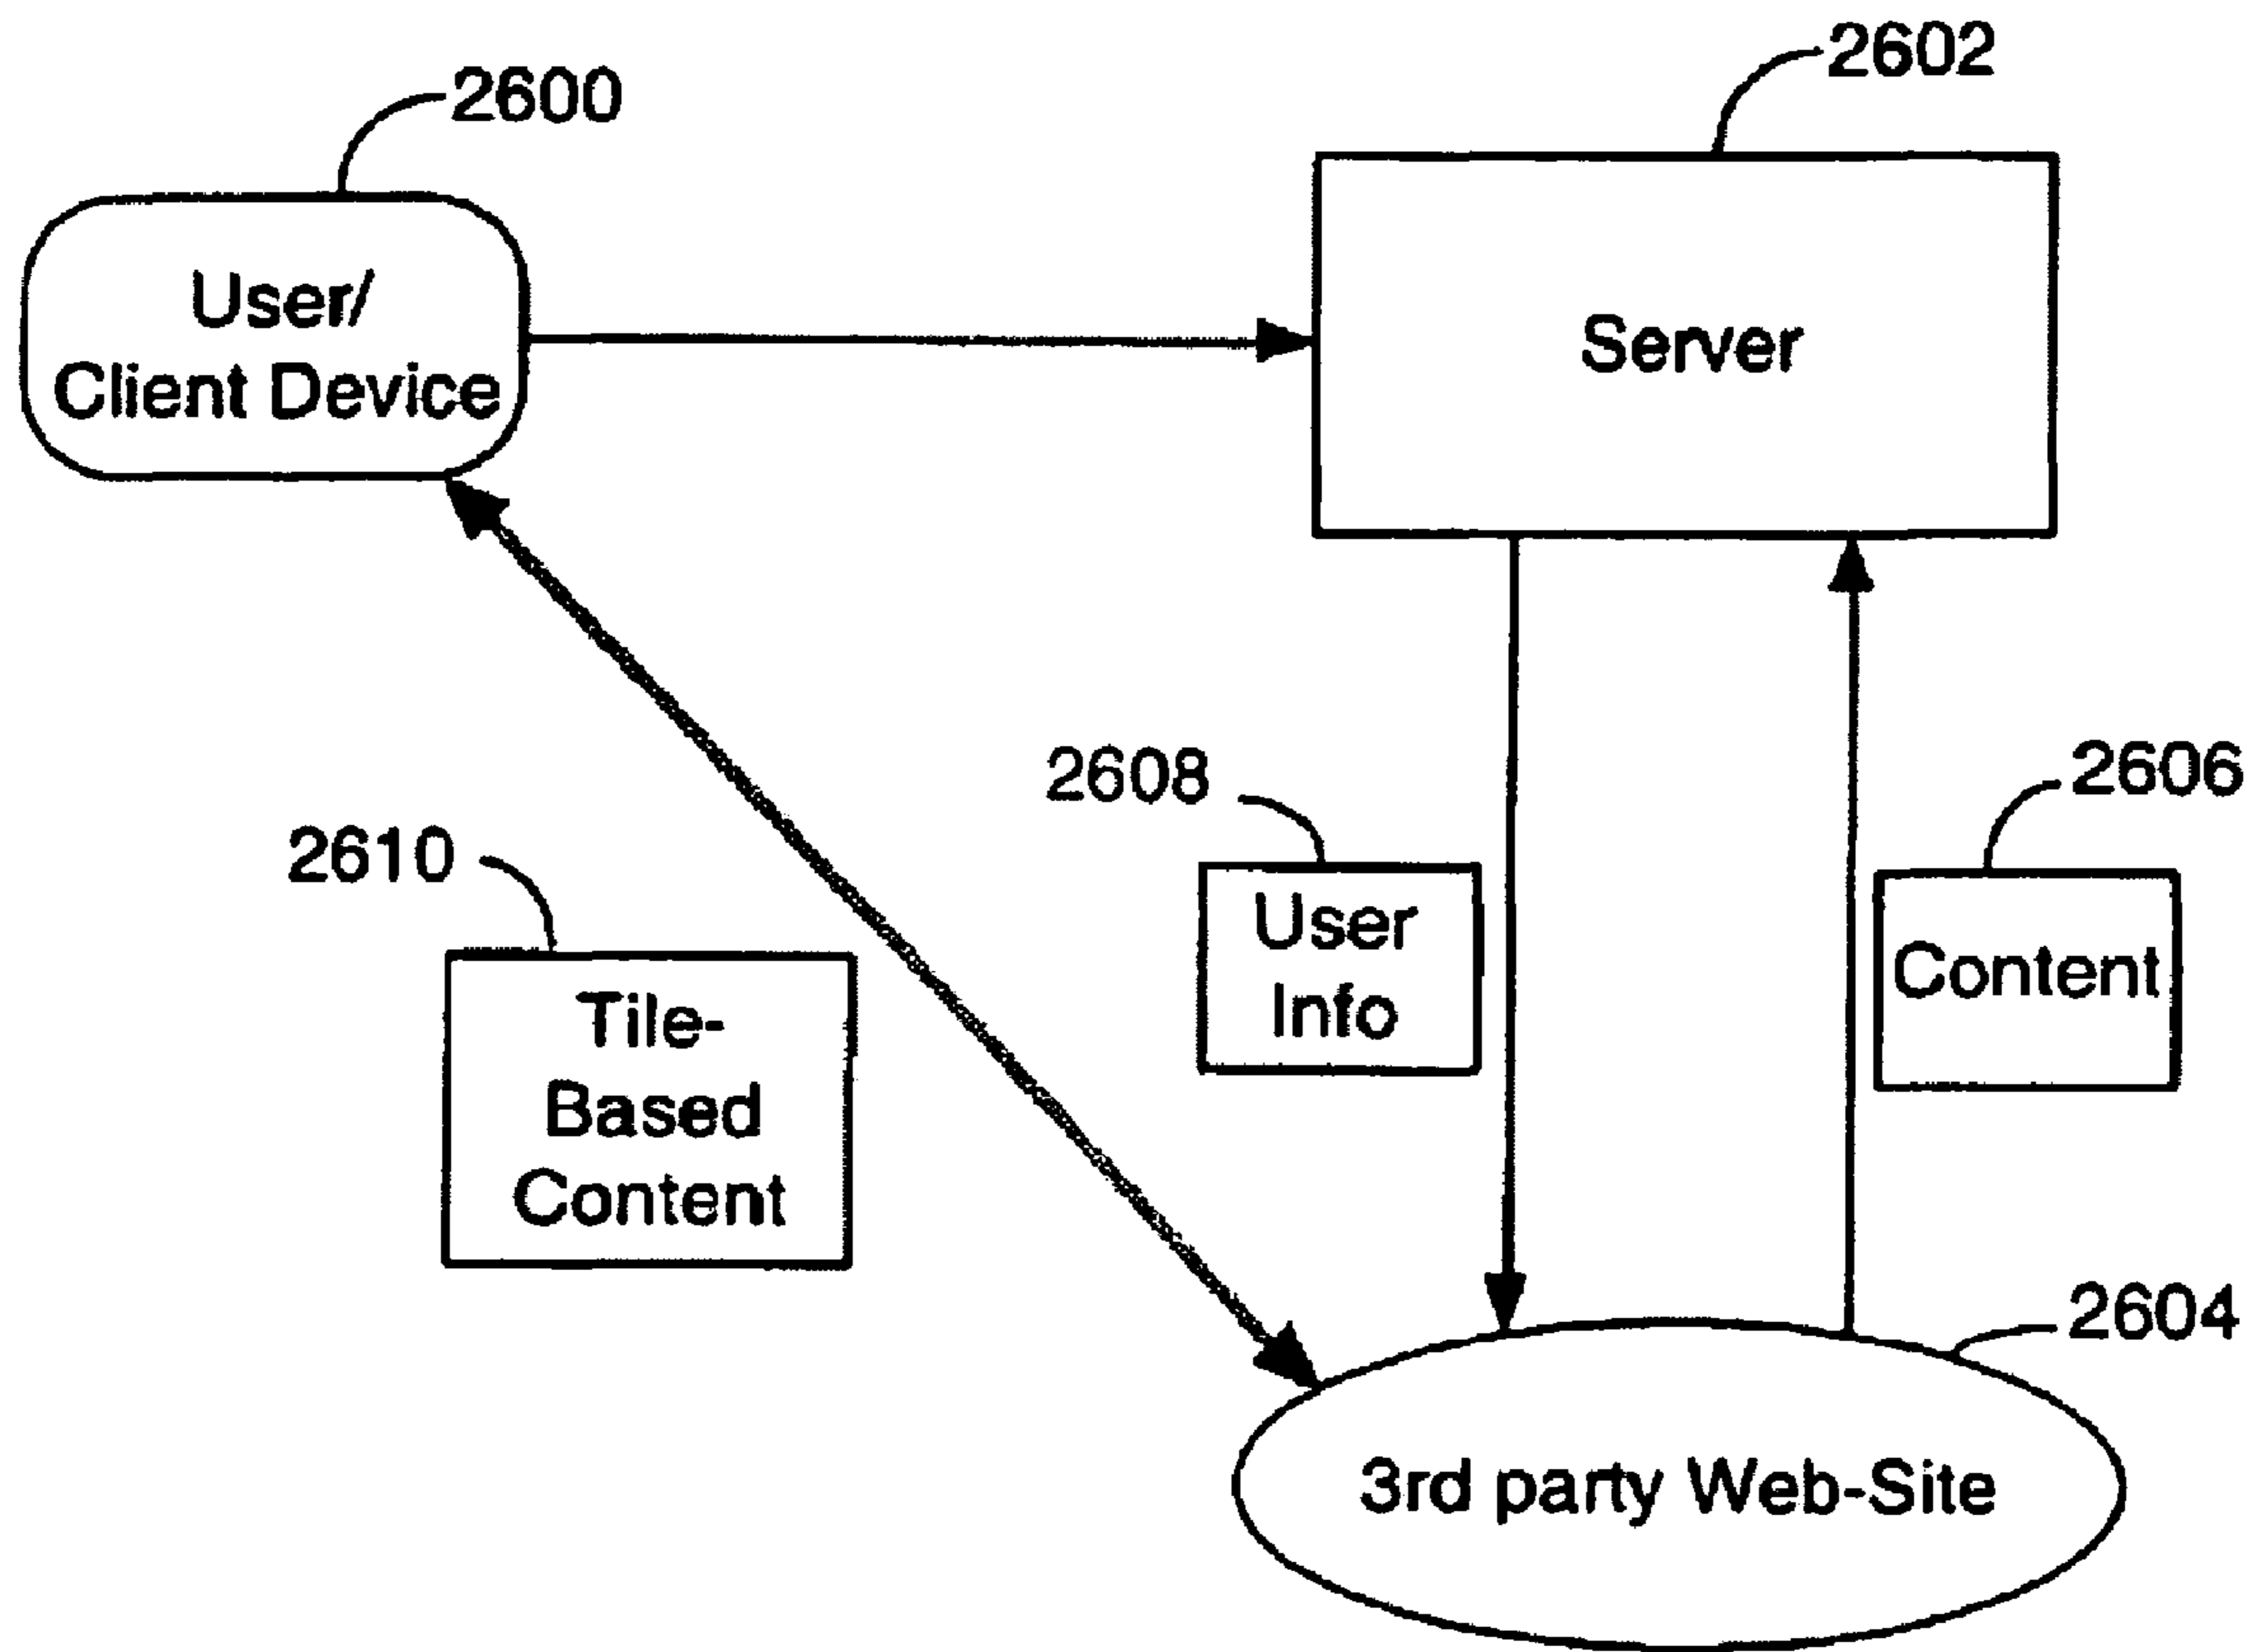 2600
2602
User/
Client Device
Server
2608
2606
2610
User
Info
Content
Tile-
Based
Content
2604
3rd party Web-Site